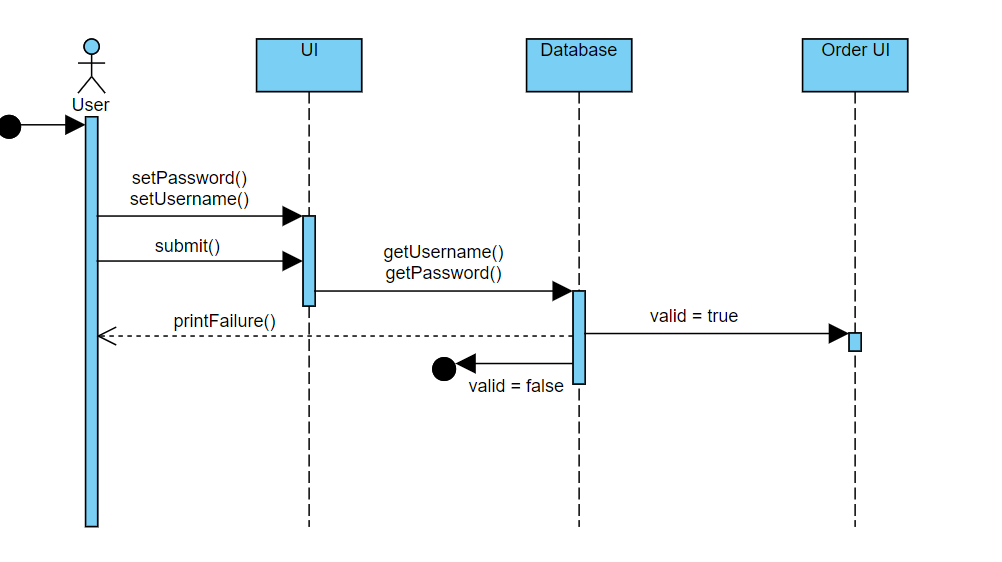 UI
Database
Order UI
User
setPassword()
setUsername()
submit()
getUsername()
getPassword()
printFailure()
valid = true
valid = false